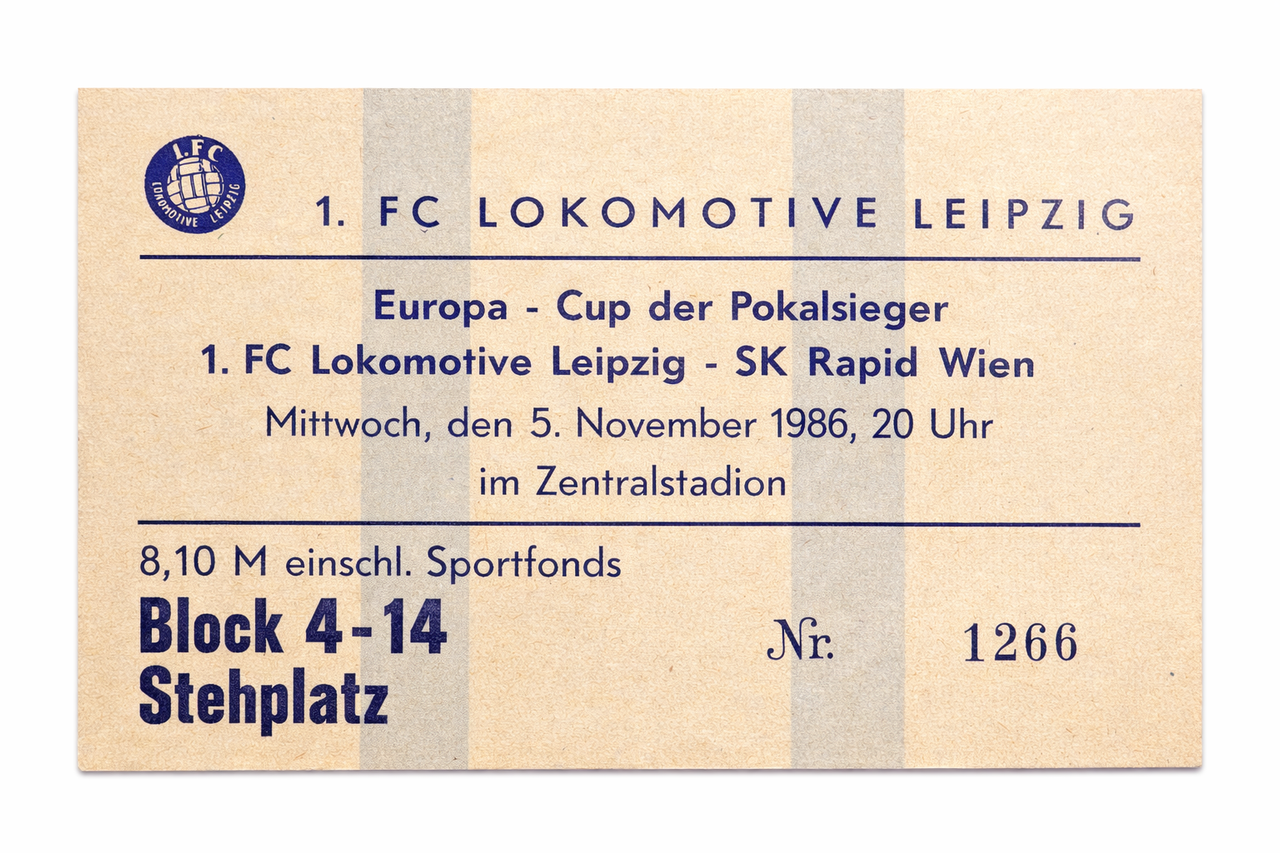 1.FC
LOKOMOTIVE LEIPZIG
1. FC LOKOMOTIVE LEIPZIG
Europa - Cup der Pokalsieger
1. FC Lokomotive Leipzig - SK Rapid Wien
Mittwoch, den 5. November 1986, 20 Uhr
im Zentralstadion
8,10 M einschl. Sportfonds
Block 4-14
Stehplatz
Nr. 1266